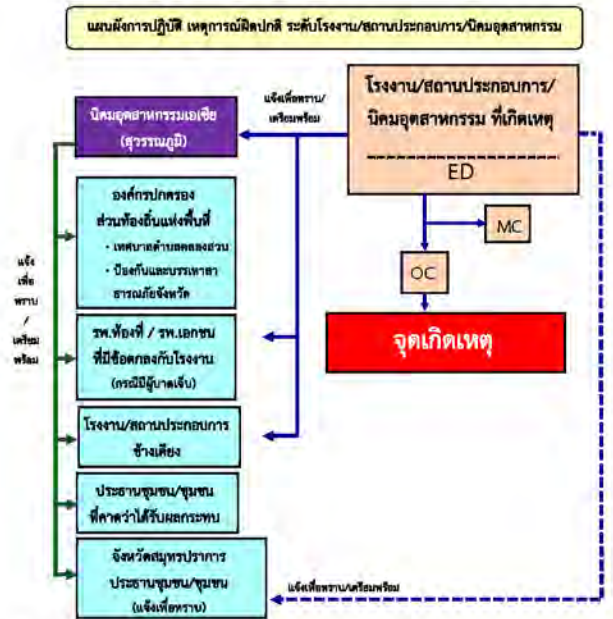 แผนผังการปฏิบัติ เหตุการณ์ผิดปกติ ระดับโรงงาน/สถานประกอบการ/นิคมอุตสาหกรรม
โรงงาน/สถานประกอบการ/
นิคมอุตสาหกรรม ที่เกิดเหตุ
ED
แจ้งเพื่อทราบ/
เตรียมพร้อม
นิคมอุตสาหกรรมเอเชีย
(สุวรรณภูมิ)
MC
OC
จุดเกิดเหตุ
องค์กรปกครอง
ส่วนท้องถิ่นแห่งพื้นที่
· เทศบาลตำบลคลองสวน
· ป้องกันและบรรเทาสา
ธารณภัยจังหวัด
แจ้ง
เพื่อ
ทราบ
/
เตรียม
พร้อม
รพ.ท้องที่ / รพ.เอกชน
ที่มีข้อตกลงกับโรงงาน
(กรณีมีผู้บาดเจ็บ)
โรงงาน/สถานประกอบการ
ข้างเคียง
ประธานชุมชน/ชุมชน
ที่คาดว่าได้รับผลกระทบ
จังหวัดสมุทรปราการ
ประธานชุมชน/ชุมชน
(แจ้งเพื่อทราบ)
แจ้งเพื่อทราบ/เตรียมพร้อม